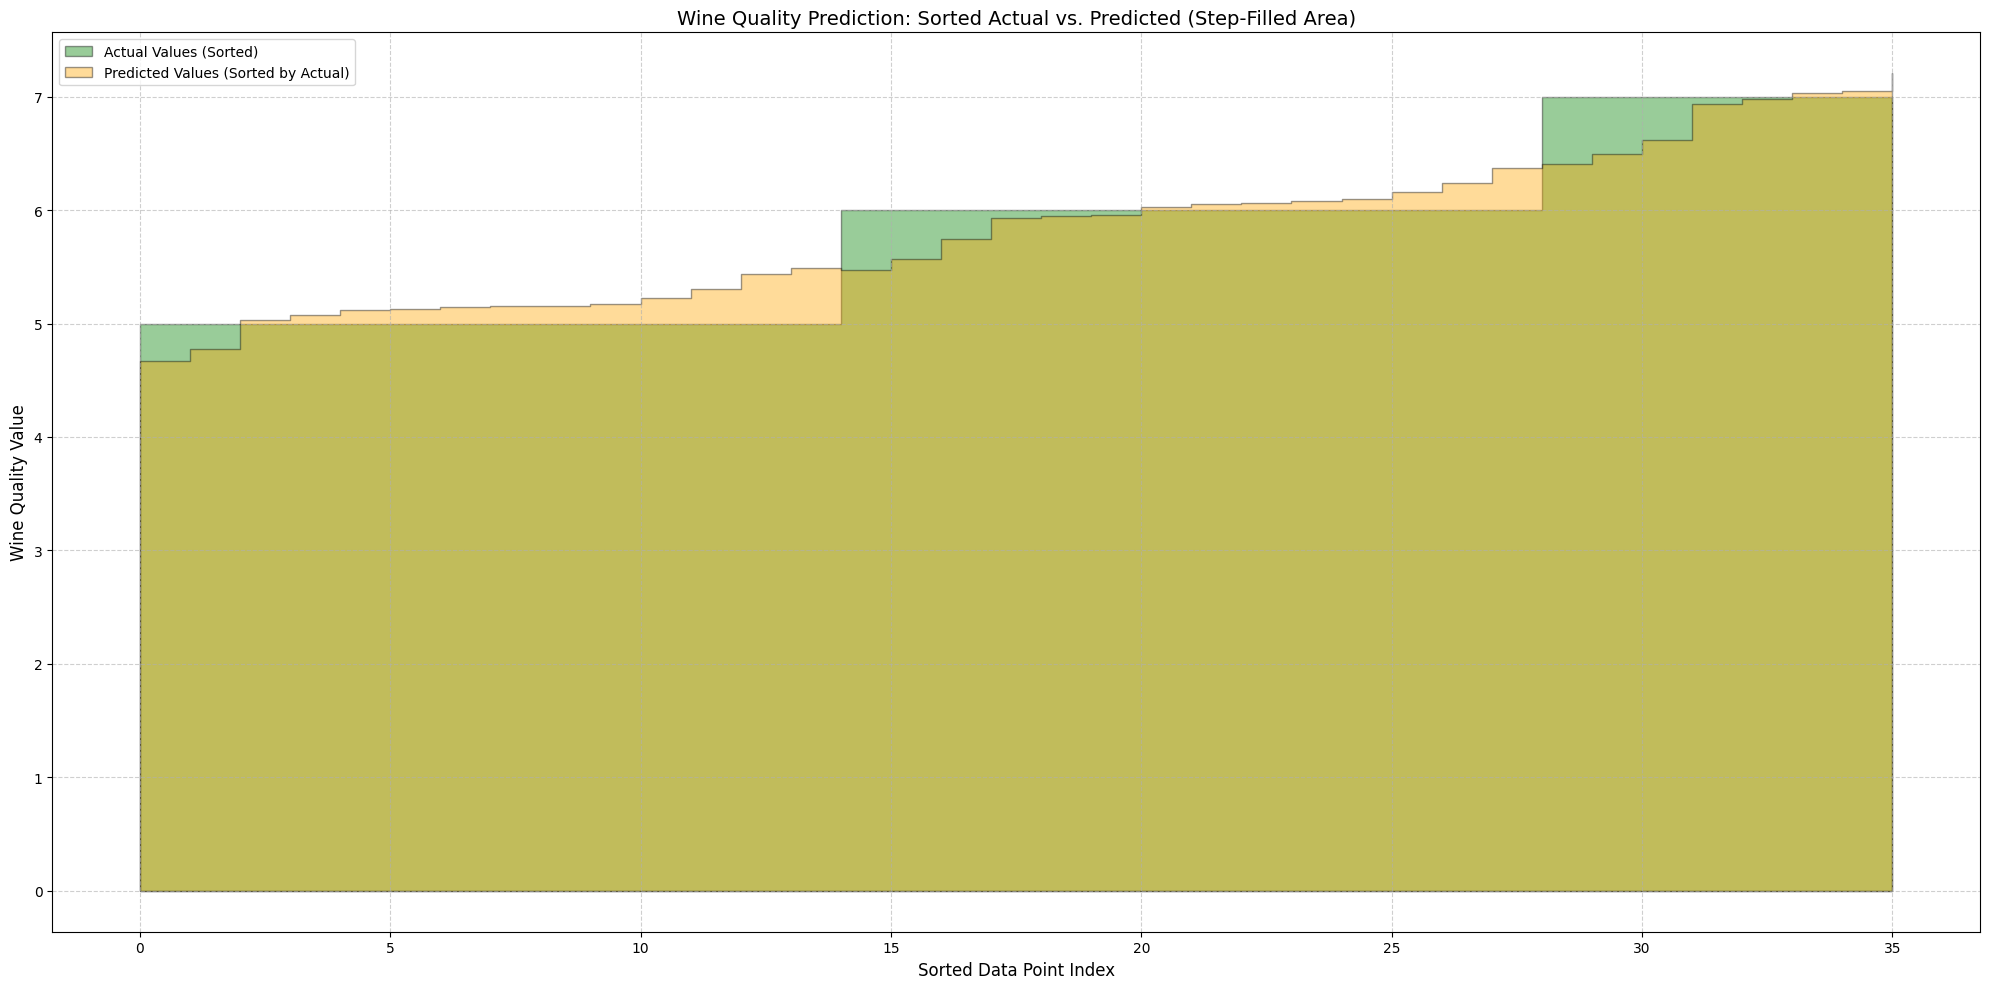 Wine Quality Prediction: Sorted Actual vs. Predicted (Step-Filled Area)
Actual Values (Sorted)
Predicted Values (Sorted by Actual)
7
6
5
4
3
2
1
0
Wine Quality Value
0 5 10 15 20 25 30 35
Sorted Data Point Index